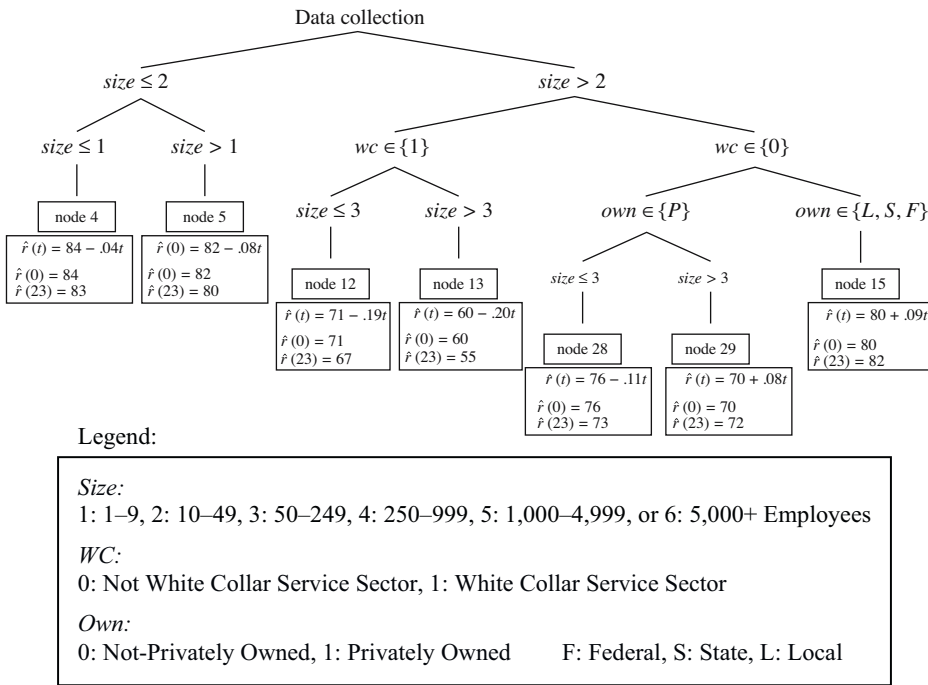 Data collection
size ≤ 2
size > 2
size ≤ 1
size > 1
wc ∈ {1}
wc ∈ {0}
node 4
r̂ (t) = 84 – .04t
r̂ (0) = 84
r̂ (23) = 83
node 5
r̂ (0) = 82 – .08t
r̂ (0) = 82
r̂ (23) = 80
size ≤ 3
size > 3
own ∈ {P}
own ∈ {L, S, F}
node 12
r̂ (t) = 71 – .19t
r̂ (0) = 71
r̂ (23) = 67
node 13
r̂ (t) = 60 – .20t
r̂ (0) = 60
r̂ (23) = 55
size ≤ 3
size > 3
node 15
r̂ (t) = 80 + .09t
r̂ (0) = 80
r̂ (23) = 82
node 28
r̂ (t) = 76 – .11t
r̂ (0) = 76
r̂ (23) = 73
node 29
r̂ (t) = 70 + .08t
r̂ (0) = 70
r̂ (23) = 72
Legend:
Size:
1: 1–9, 2: 10–49, 3: 50–249, 4: 250–999, 5: 1,000–4,999, or 6: 5,000+ Employees
WC:
0: Not White Collar Service Sector, 1: White Collar Service Sector
Own:
0: Not-Privately Owned, 1: Privately Owned F: Federal, S: State, L: Local